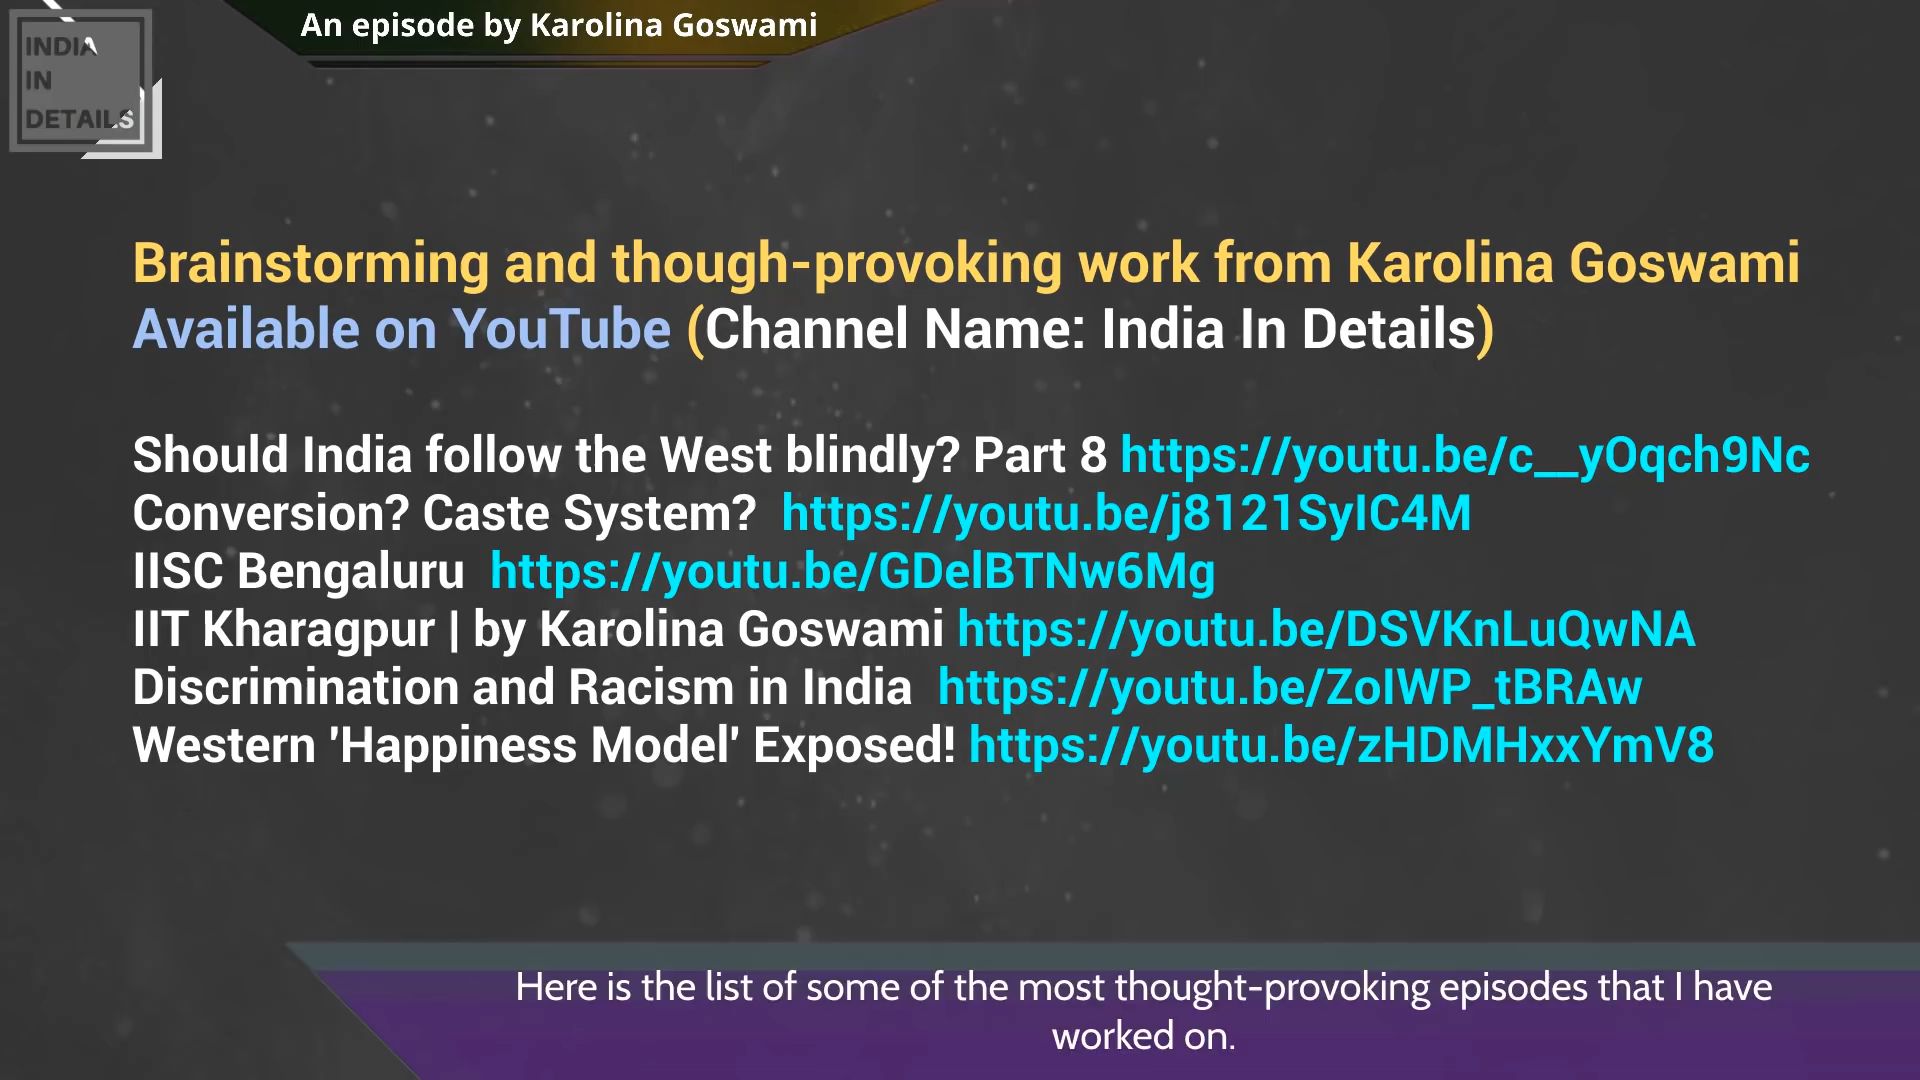 An episode by Karolina Goswami
INDIA
IN
DETAILS
Brainstorming and though-provoking work from Karolina Goswami
Available on YouTube (Channel Name: India In Details)
Should India follow the West blindly? Part 8 https://youtu.be/c__yOqch9Nc
Conversion? Caste System? https://youtu.be/j8121SyIC4M
IISC Bengaluru https://youtu.be/GDelBTNw6Mg
IIT Kharagpur | by Karolina Goswami https://youtu.be/DSVKnLuQwNA
Discrimination and Racism in India https://youtu.be/ZoIWP_tBRAw
Western 'Happiness Model' Exposed! https://youtu.be/zHDMHxxYmV8
Here is the list of some of the most thought-provoking episodes that I have
worked on.